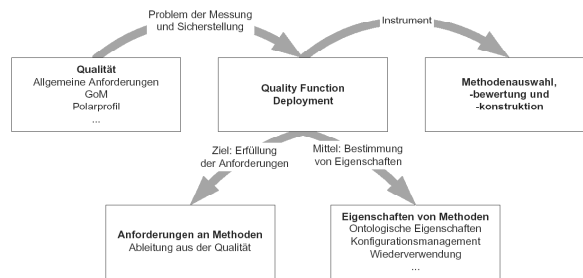 Problem der Messung
und Sicherstellung
Instrument
Qualität
Allgemeine Anforderungen
GoM
Polarprofil
...
Quality Function
Deployment
Methodenauswahl,
-bewertung und
-konstruktion
Ziel: Erfüllung
der Anforderungen
Mittel: Bestimmung
von Eigenschaften
Anforderungen an Methoden
Ableitung aus der Qualität
Eigenschaften von Methoden
Ontologische Eigenschaften
Konfigurationsmanagement
Wiederverwendung
...